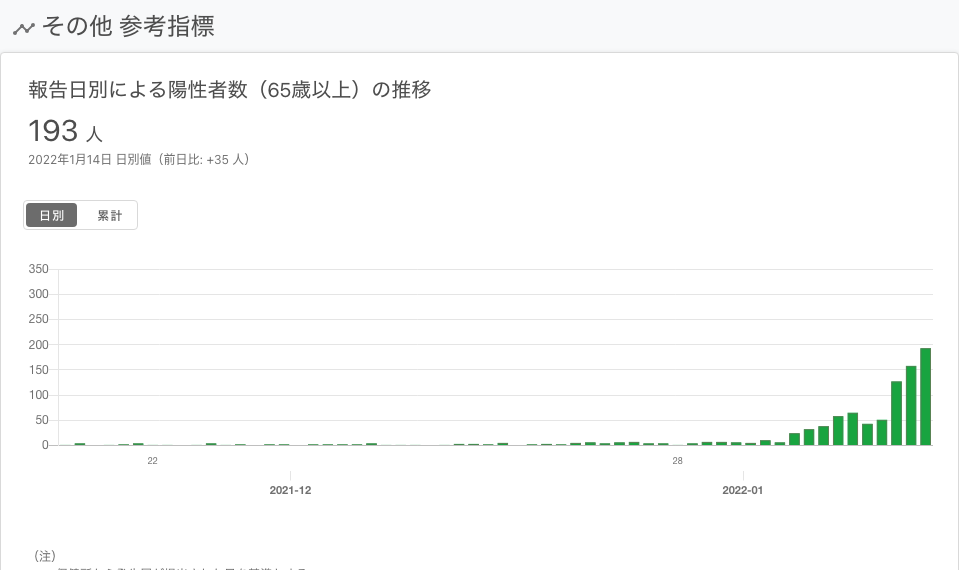 その他 参考指標
報告日別による陽性者数（65歳以上）の推移
193 人
2022年1月14日 日別値（前日比: +35 人）
日別 累計
350
300
250
200
150
100
50
0
22 28
2021-12 2022-01
（注）